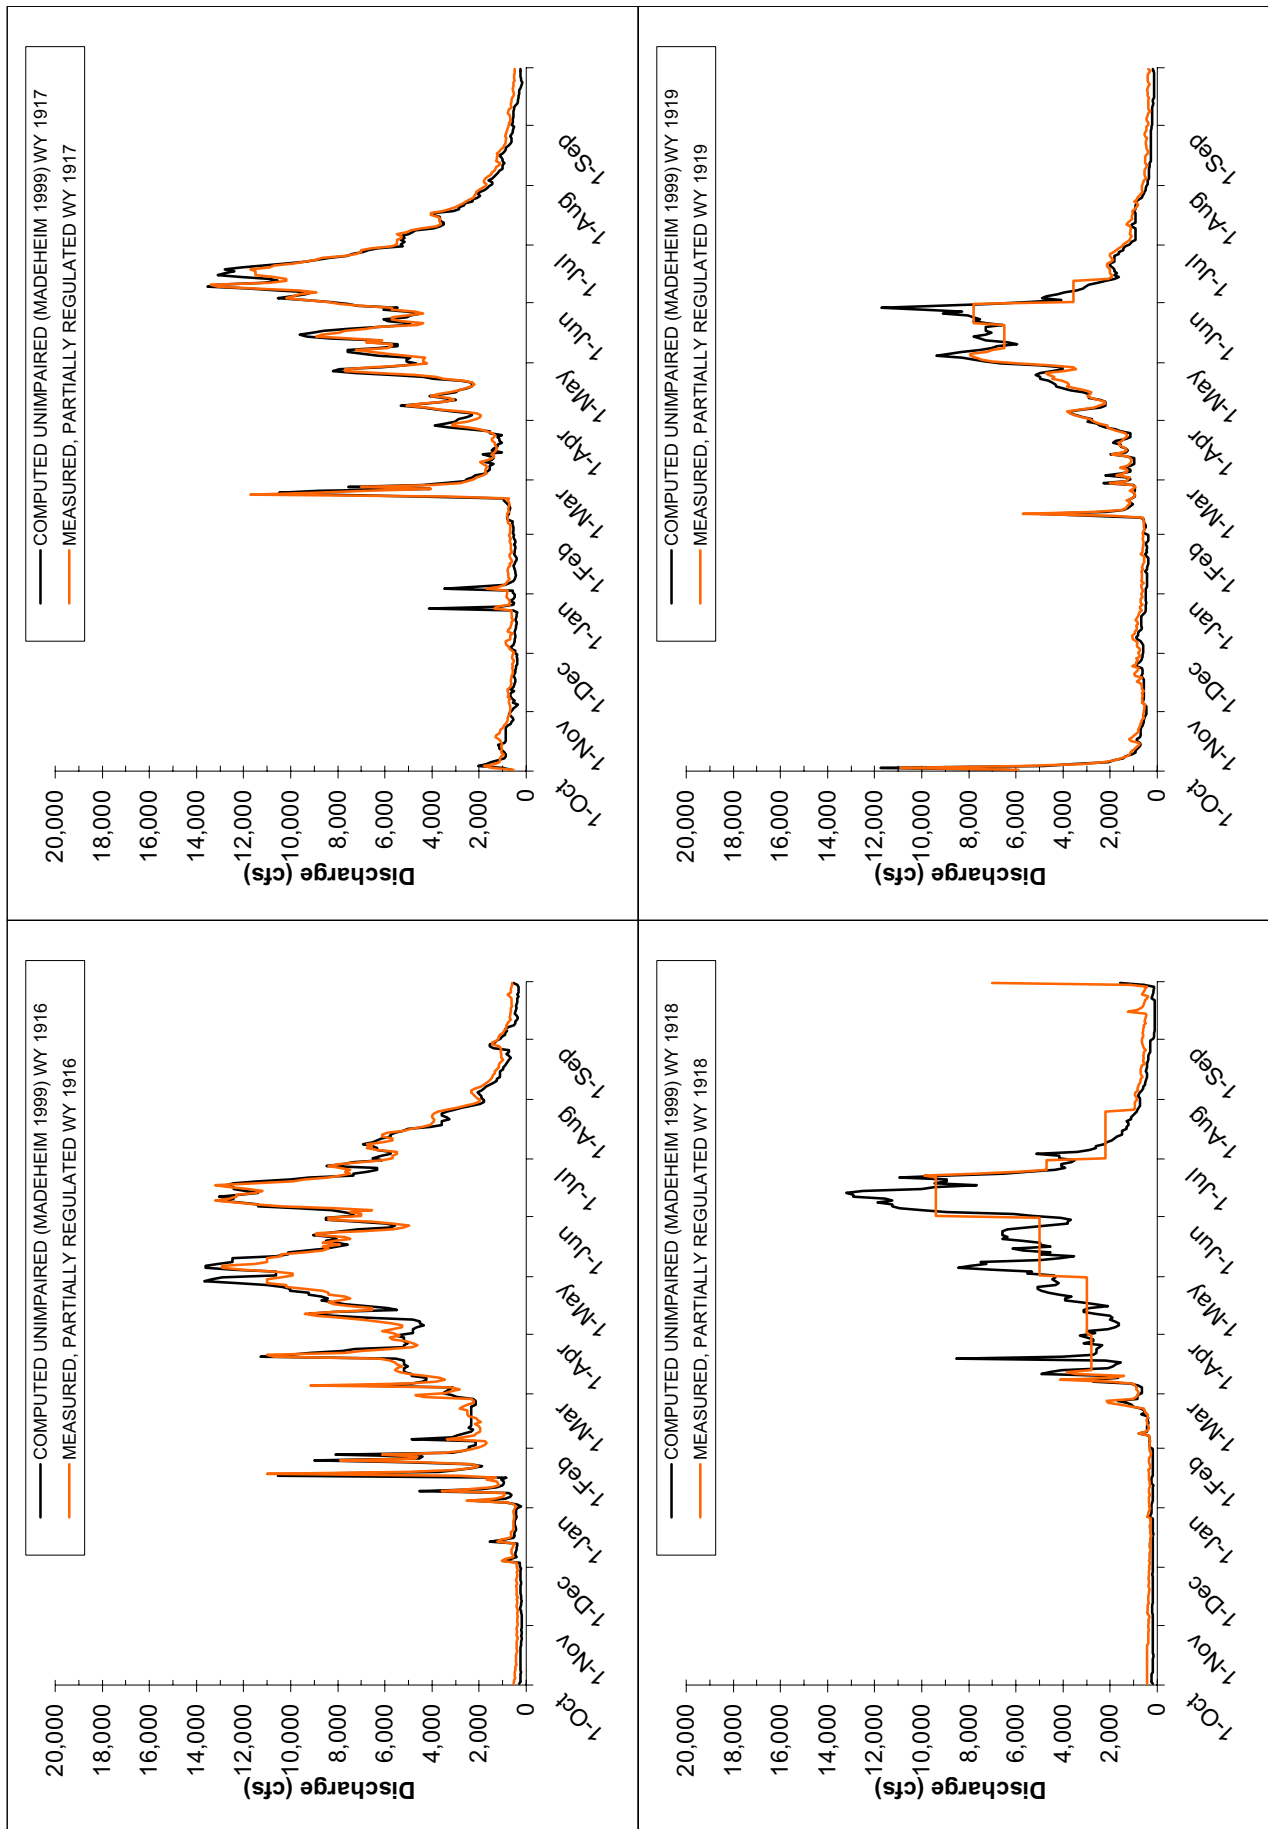 COMPUTED UNIMPAIRED (MADEHEIM 1999) WY 1916
MEASURED, PARTIALLY REGULATED WY 1916
20,000
18,000
16,000
14,000
12,000
10,000
8,000
6,000
4,000
2,000
0
Discharge (cfs)
1-Oct
1-Nov
1-Dec
1-Jan
1-Feb
1-Mar
1-Apr
1-May
1-Jun
1-Jul
1-Aug
1-Sep
COMPUTED UNIMPAIRED (MADEHEIM 1999) WY 1917
MEASURED, PARTIALLY REGULATED WY 1917
20,000
18,000
16,000
14,000
12,000
10,000
8,000
6,000
4,000
2,000
0
Discharge (cfs)
1-Oct
1-Nov
1-Dec
1-Jan
1-Feb
1-Mar
1-Apr
1-May
1-Jun
1-Jul
1-Aug
1-Sep
COMPUTED UNIMPAIRED (MADEHEIM 1999) WY 1918
MEASURED, PARTIALLY REGULATED WY 1918
20,000
18,000
16,000
14,000
12,000
10,000
8,000
6,000
4,000
2,000
0
Discharge (cfs)
1-Oct
1-Nov
1-Dec
1-Jan
1-Feb
1-Mar
1-Apr
1-May
1-Jun
1-Jul
1-Aug
1-Sep
COMPUTED UNIMPAIRED (MADEHEIM 1999) WY 1919
MEASURED, PARTIALLY REGULATED WY 1919
20,000
18,000
16,000
14,000
12,000
10,000
8,000
6,000
4,000
2,000
0
Discharge (cfs)
1-Oct
1-Nov
1-Dec
1-Jan
1-Feb
1-Mar
1-Apr
1-May
1-Jun
1-Jul
1-Aug
1-Sep